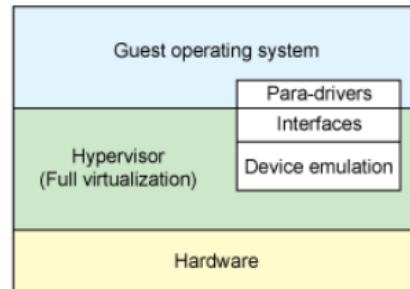 Guest operating system
Para-drivers
Interfaces
Hypervisor
(Full virtualization)
Device emulation
Hardware